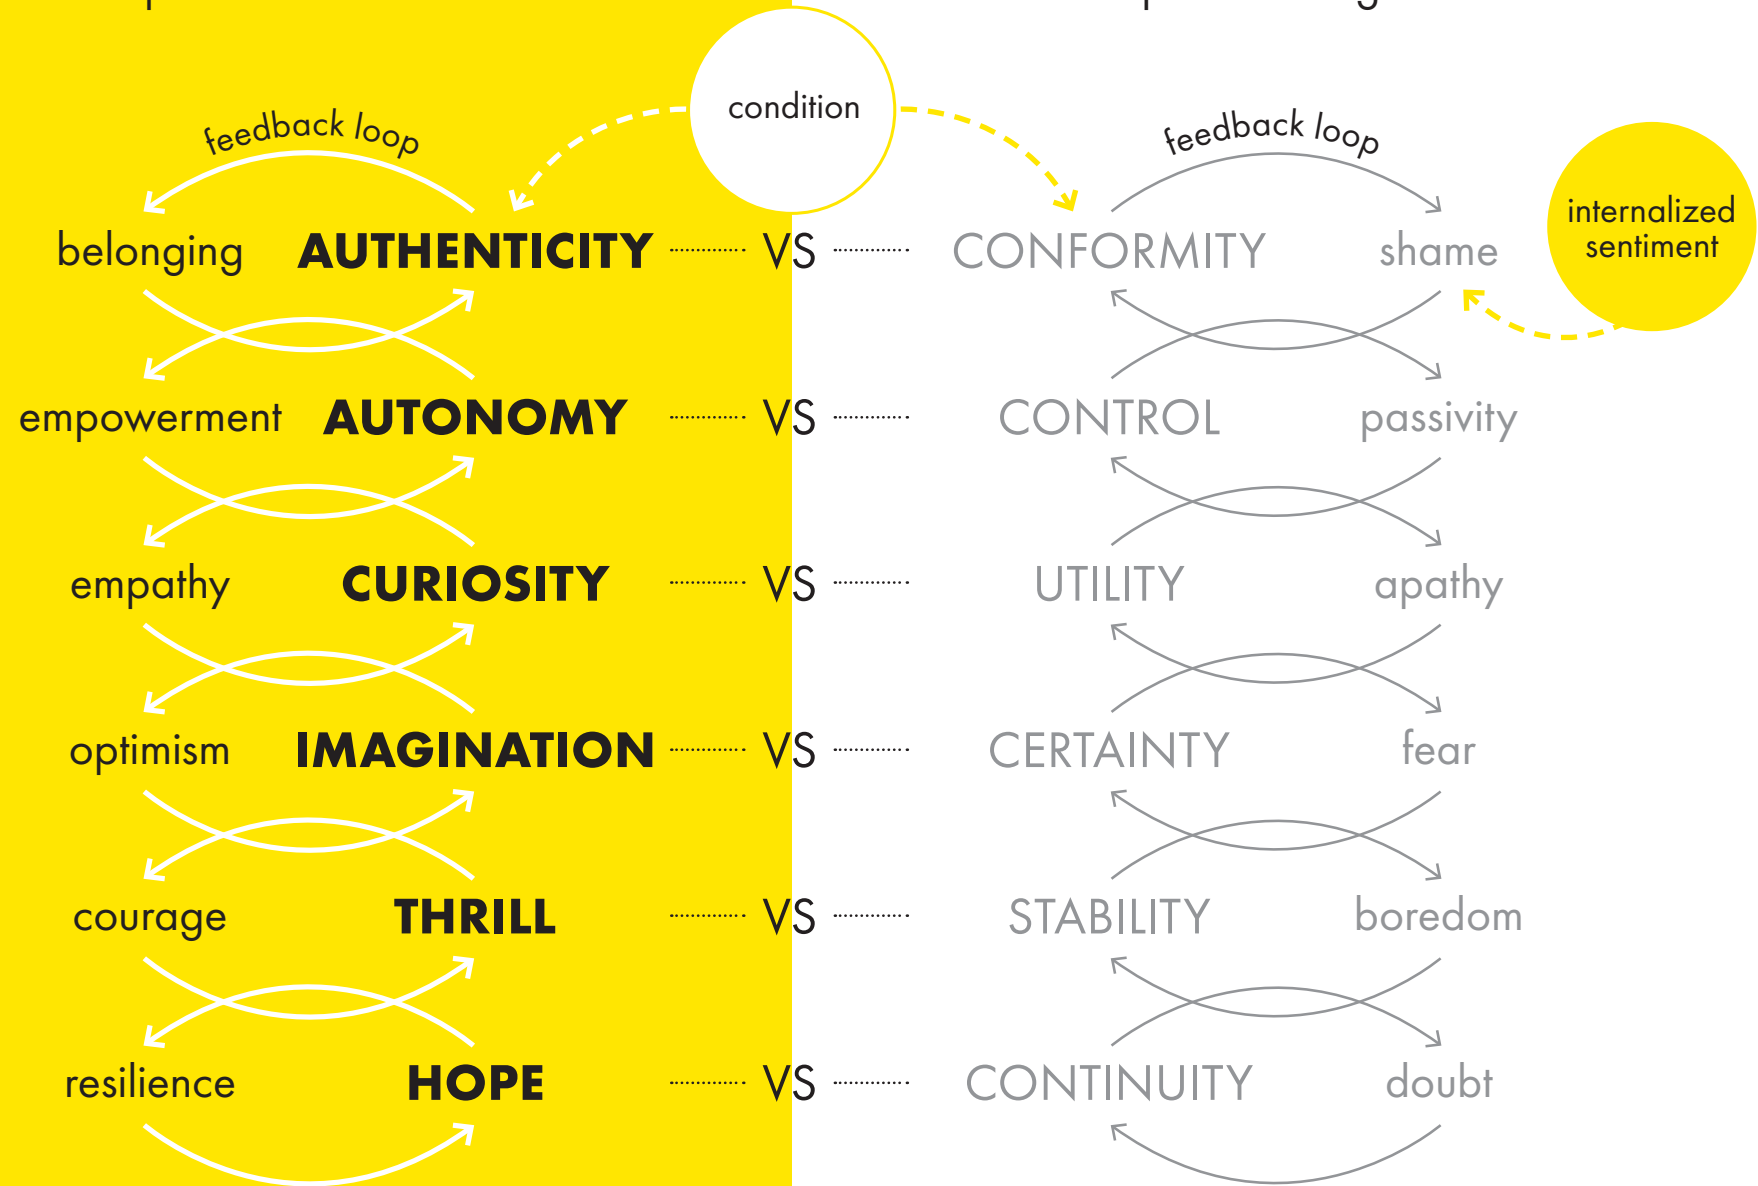 condition
feedback loop
feedback loop
internalized
sentiment
belonging AUTHENTICITY VS CONFORMITY shame
empowerment AUTONOMY VS CONTROL passivity
empathy CURIOSITY VS UTILITY apathy
optimism IMAGINATION VS CERTAINTY fear
courage THRILL VS STABILITY boredom
resilience HOPE VS CONTINUITY doubt